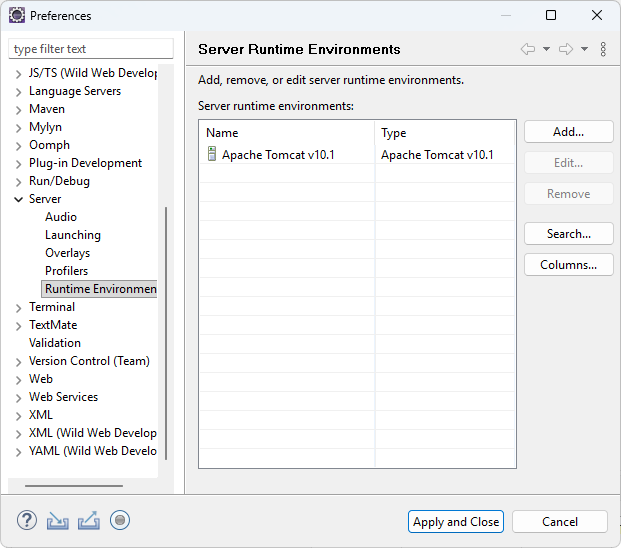 Preferences
type filter text
JS/TS (Wild Web Develop
Language Servers
Maven
Mylyn
Oomph
Plug-in Development
Run/Debug
Server
Audio
Launching
Overlays
Profilers
Runtime Environmen
Terminal
TextMate
Validation
Version Control (Team)
Web
Web Services
XML
XML (Wild Web Develop
YAML (Wild Web Develo
Server Runtime Environments
Add, remove, or edit server runtime environments.
Server runtime environments:
Name Type
Apache Tomcat v10.1 Apache Tomcat v10.1
Add...
Edit...
Remove
Search...
Columns...
Apply and Close Cancel